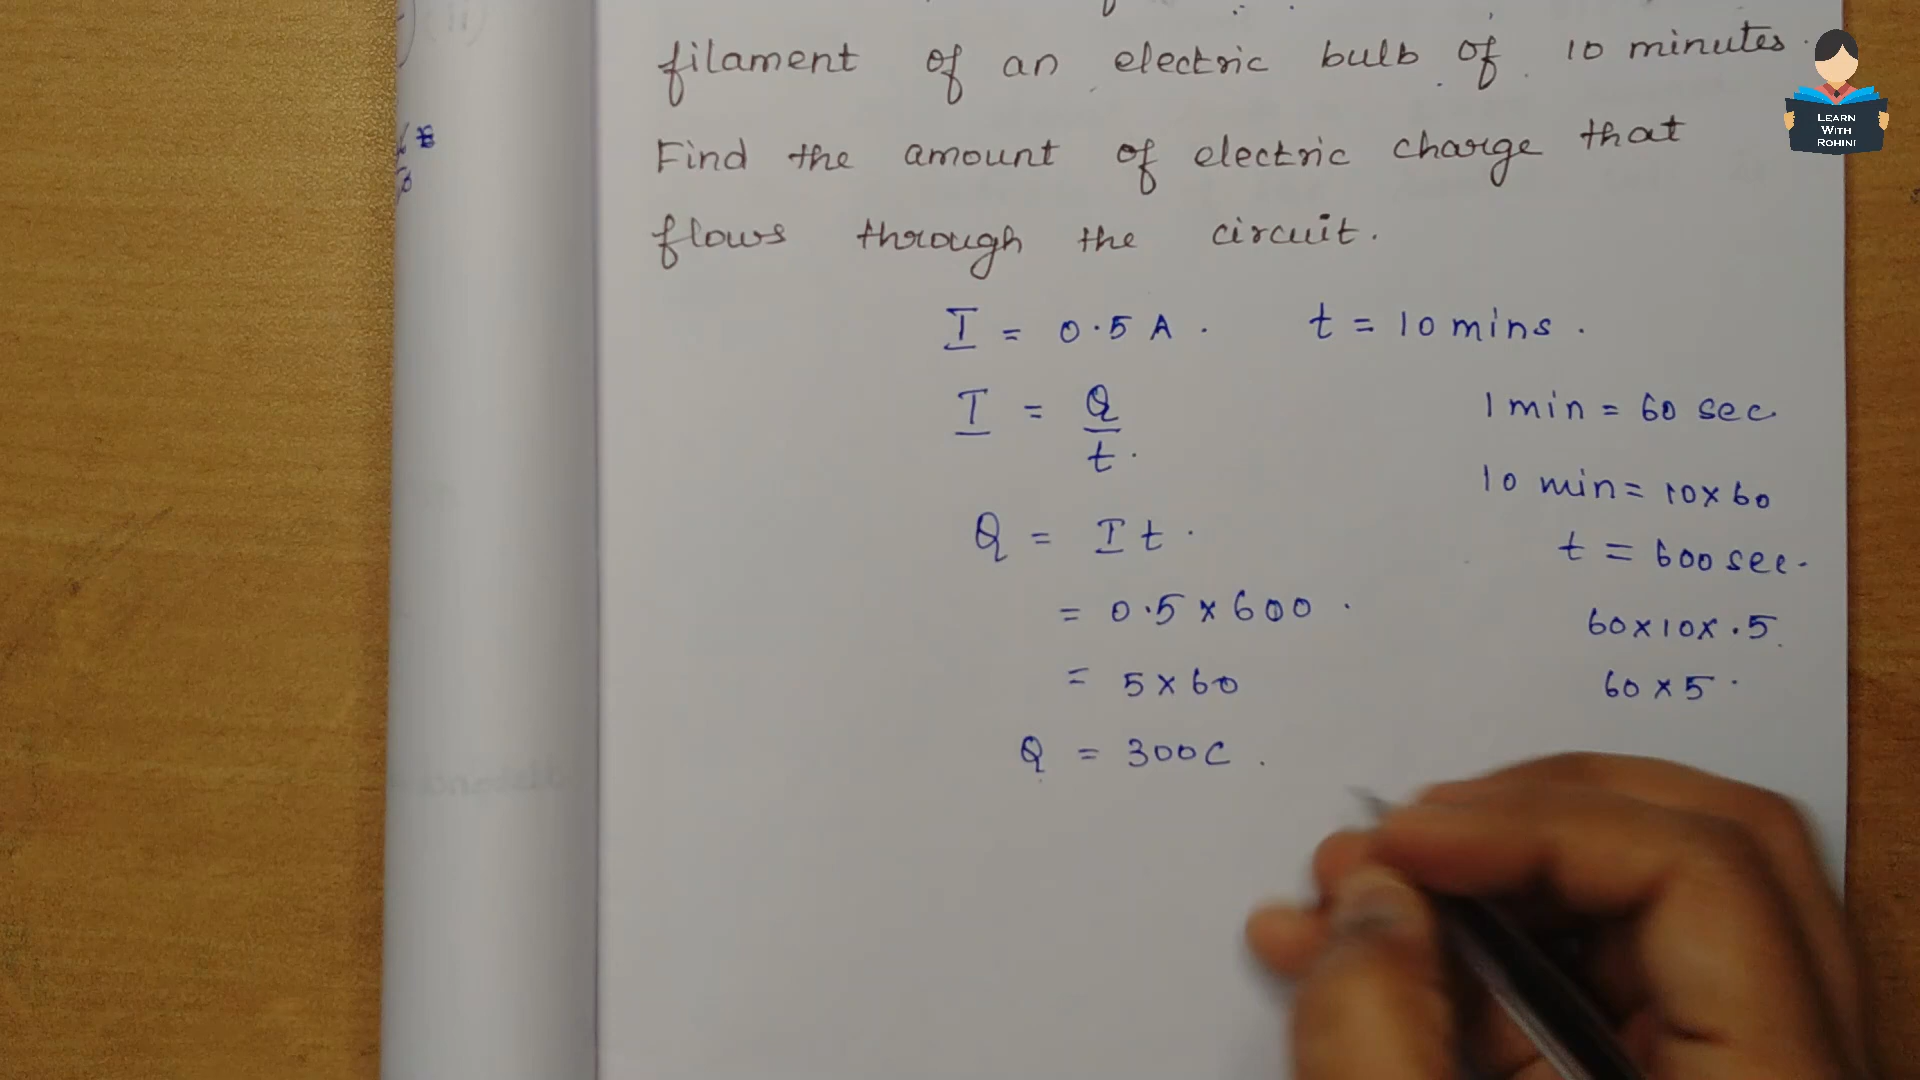 filament of an electric bulb of 10 minutes.
Find the amount of electric charge that
flows through the circuit.
I = 0.5 A . t = 10 mins .
I = Q/t .
1 min = 60 sec
10 min = 10 x 60
Q = It .
t = 600 sec.
= 0.5 x 600 .
60 x 10 x .5
= 5 x 60
60 x 5 .
Q = 300C .
LEARN
WITH
ROHINI